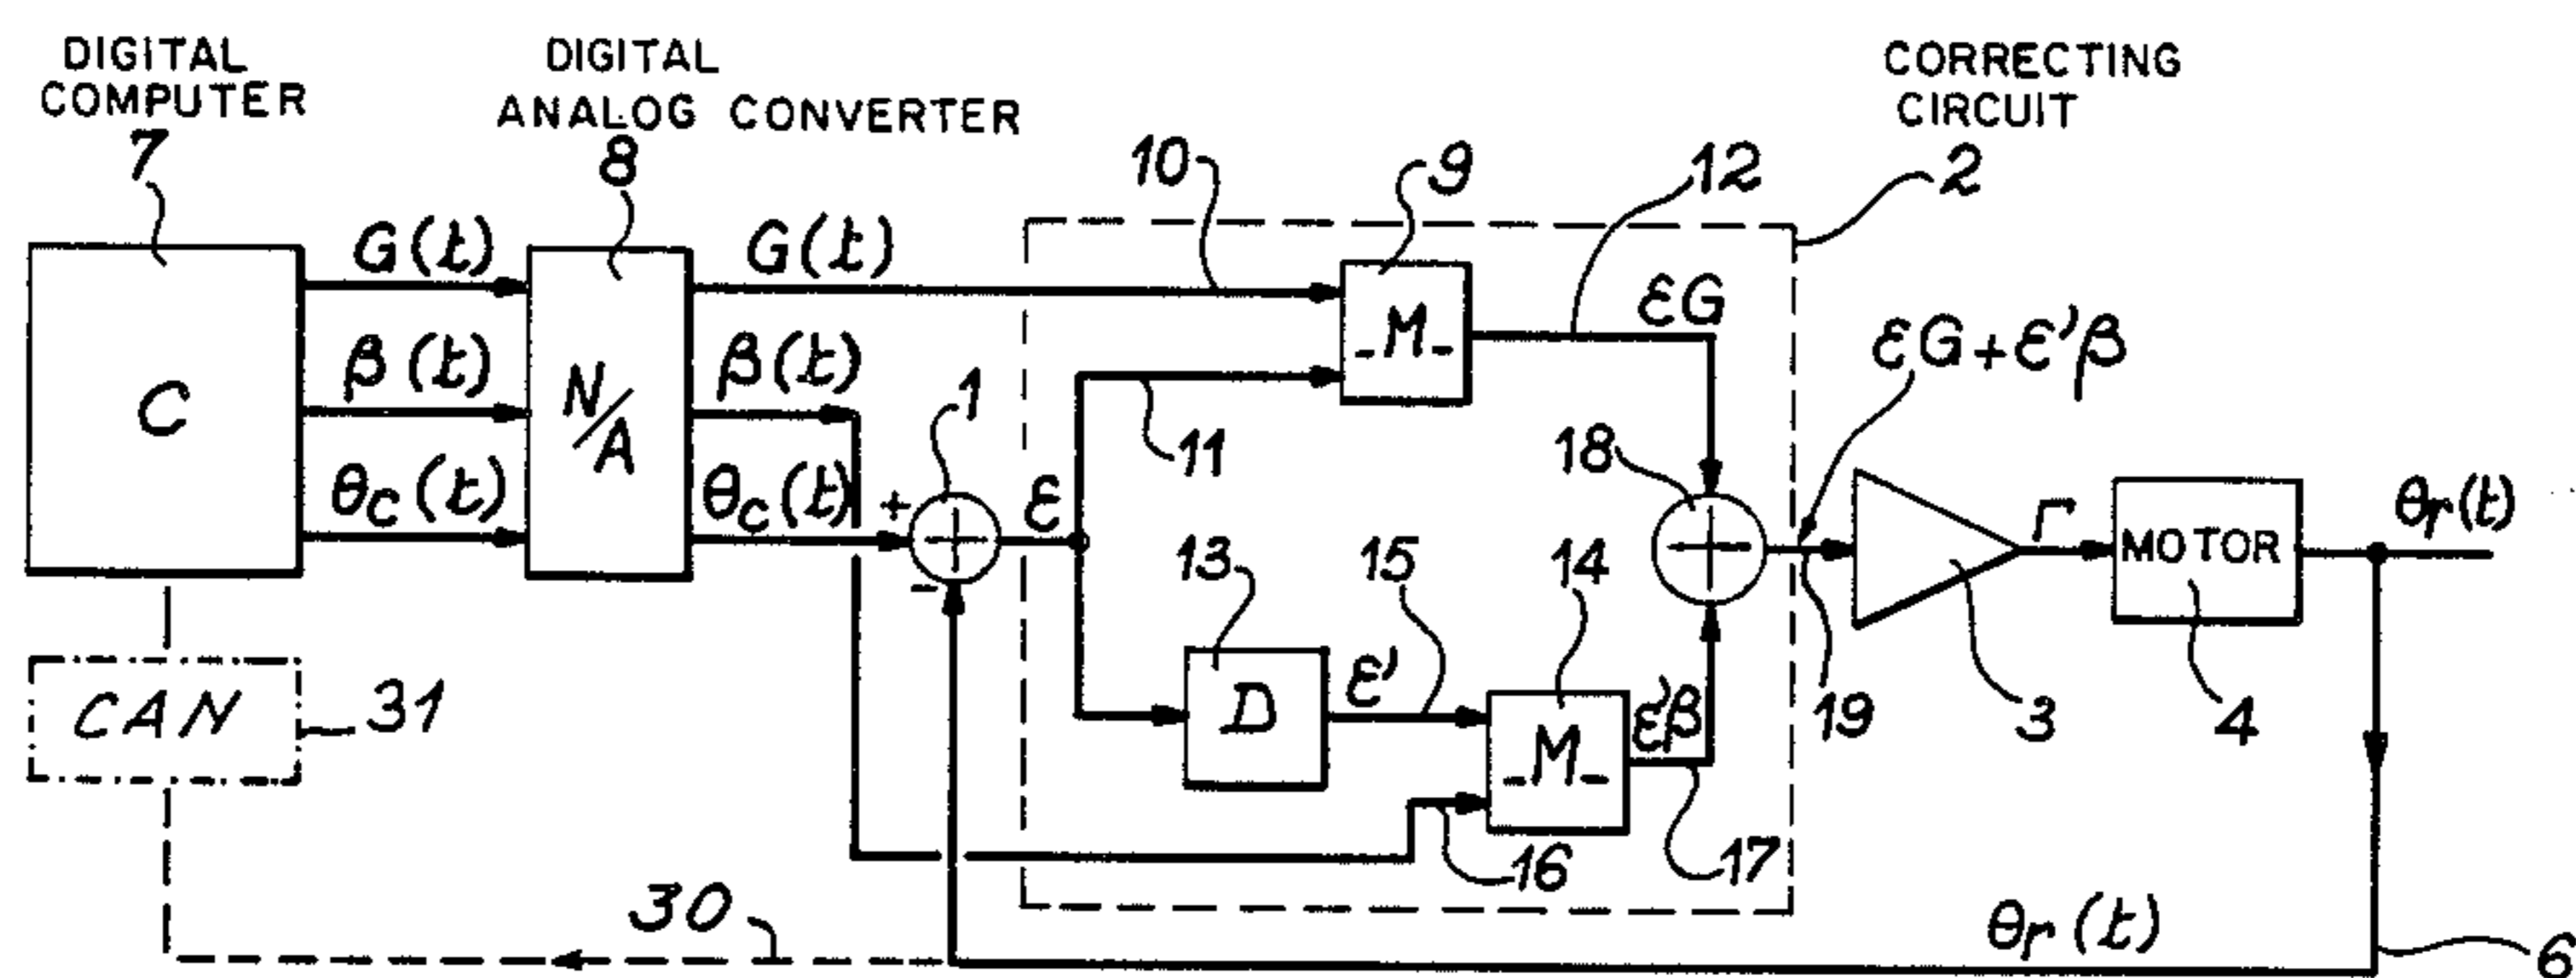 DIGITAL
COMPUTER
7
DIGITAL
ANALOG CONVERTER
8
CORRECTING
CIRCUIT
2
10
9
12
G(t)
G(t)
εG
-M-
εG+ε'β
β(t)
β(t)
C
N/A
1
11
18
θc(t)
θc(t)
+
-
ε
+
+
Γ
MOTOR
θr(t)
13
15
14
CAN
31
D
ε'
-M-
ε'β
19
3
4
16
17
30
θr(t)
6